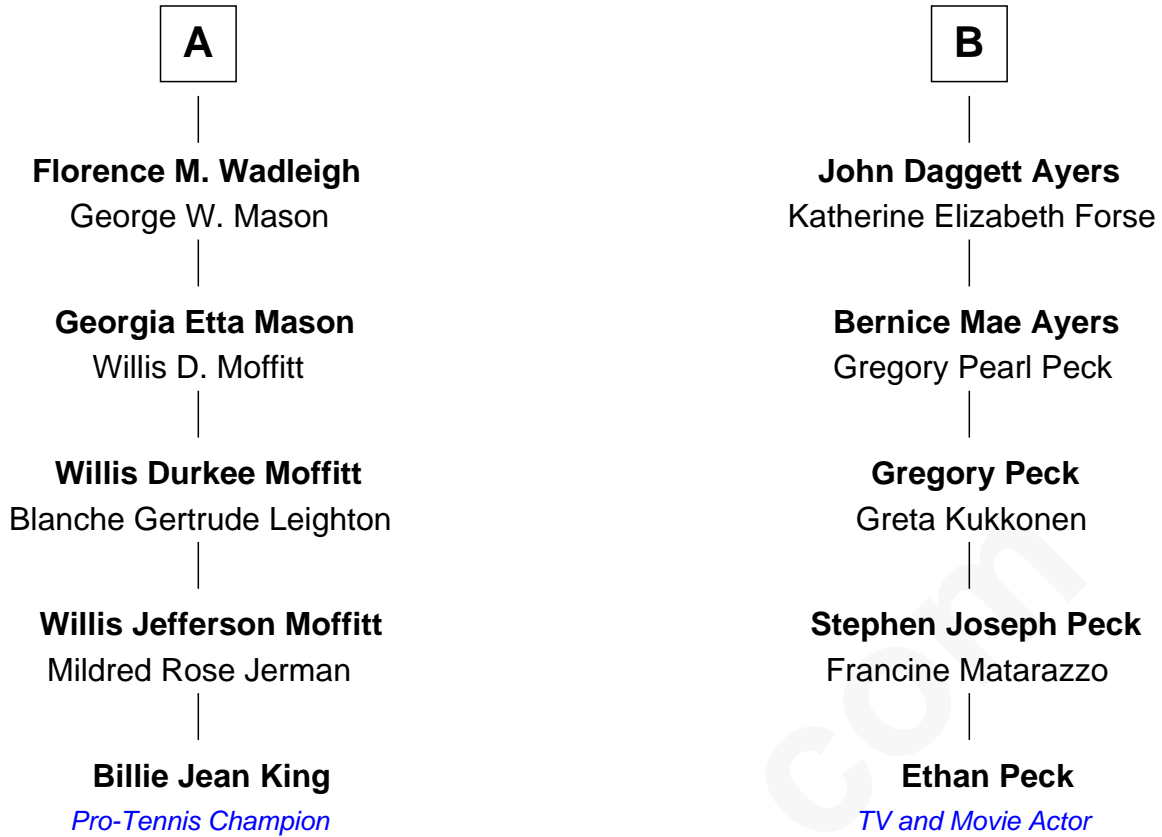 A
Florence M. Wadleigh
George W. Mason
Georgia Etta Mason
Willis D. Moffitt
Willis Durkee Moffitt
Blanche Gertrude Leighton
Willis Jefferson Moffitt
Mildred Rose Jerman
Billie Jean King
Pro-Tennis Champion
B
John Daggett Ayers
Katherine Elizabeth Forse
Bernice Mae Ayers
Gregory Pearl Peck
Gregory Peck
Greta Kukkonen
Stephen Joseph Peck
Francine Matarazzo
Ethan Peck
TV and Movie Actor
com